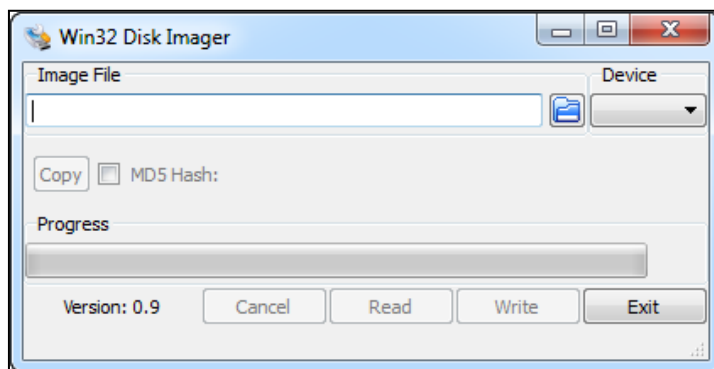 Win32 Disk Imager
Image File Device
Copy MD5 Hash:
Progress
Version: 0.9 Cancel Read Write Exit